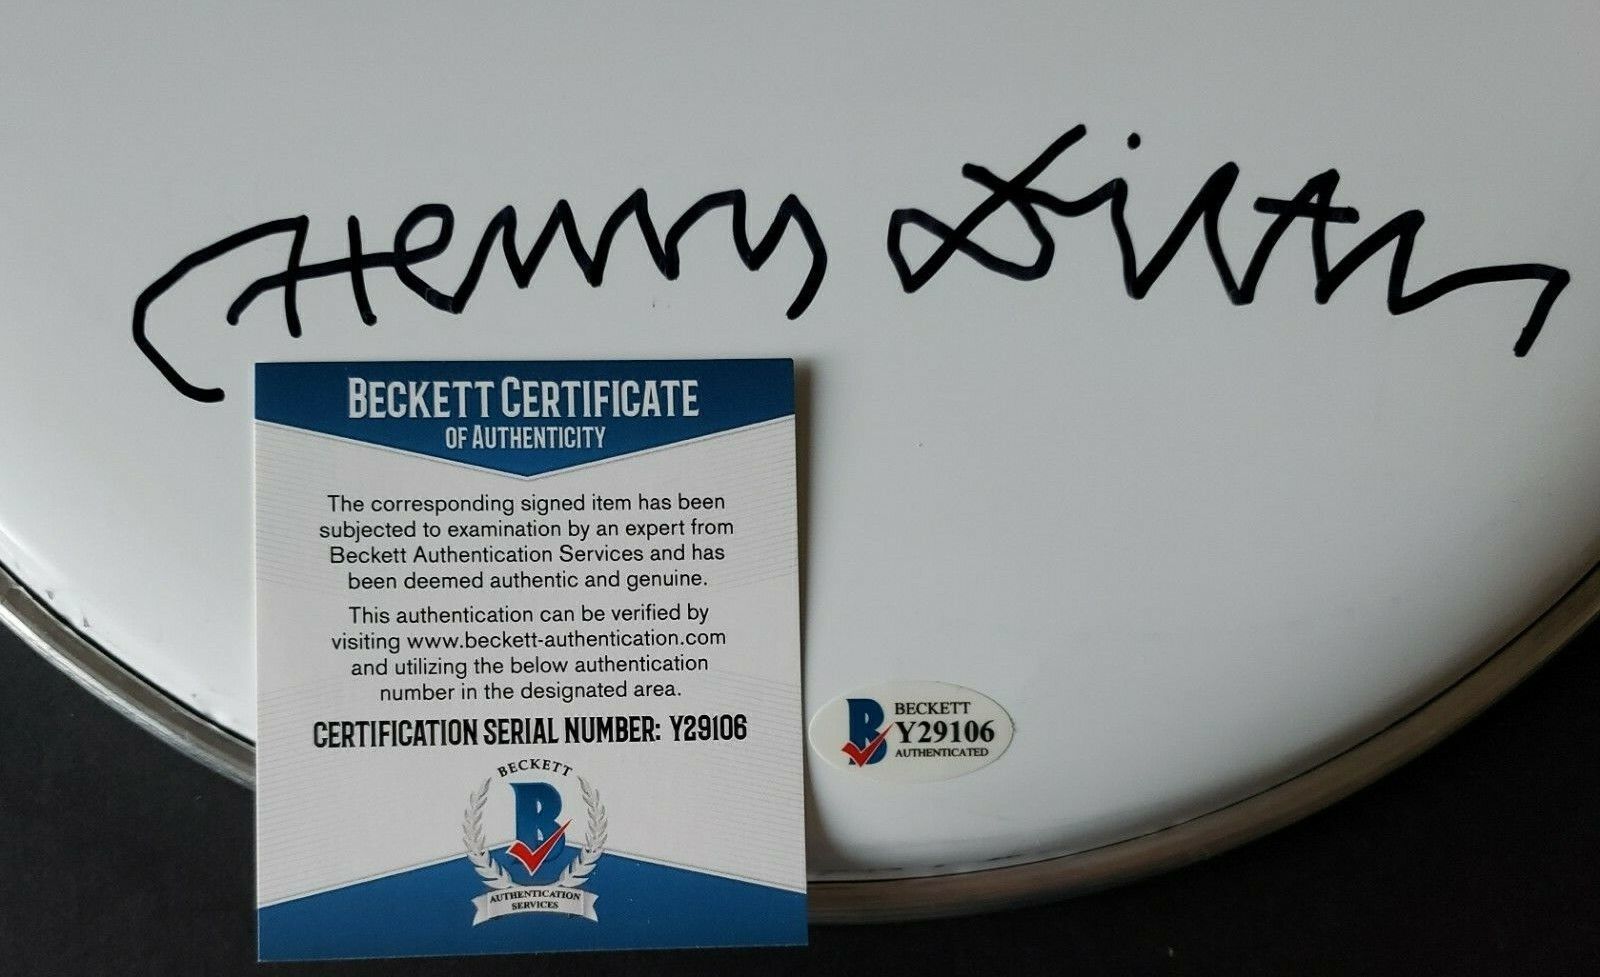 Henry Diltz
BECKETT CERTIFICATE
OF AUTHENTICITY
The corresponding signed item has been
subjected to examination by an expert from
Beckett Authentication Services and has
been deemed authentic and genuine.
This authentication can be verified by
visiting www.beckett-authentication.com
and utilizing the below authentication
number in the designated area.
CERTIFICATION SERIAL NUMBER: Y29106
BECKETT
B
AUTHENTICATION
SERVICES
B
BECKETT
Y29106
AUTHENTICATED